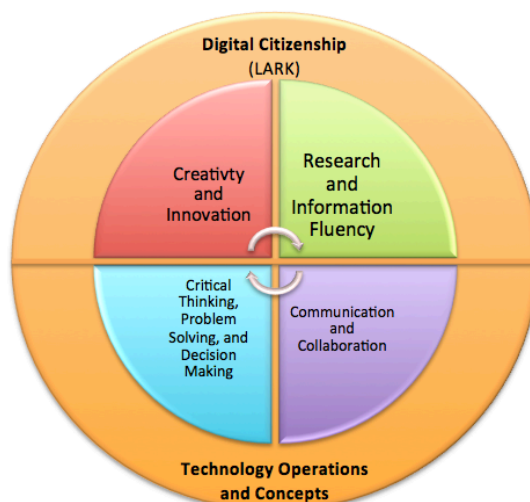 Digital Citizenship
(LARK)
Creativty
and
Innovation
Research
and
Information
Fluency
Critical
Thinking,
Problem
Solving, and
Decision
Making
Communication
and
Collaboration
Technology Operations
and Concepts